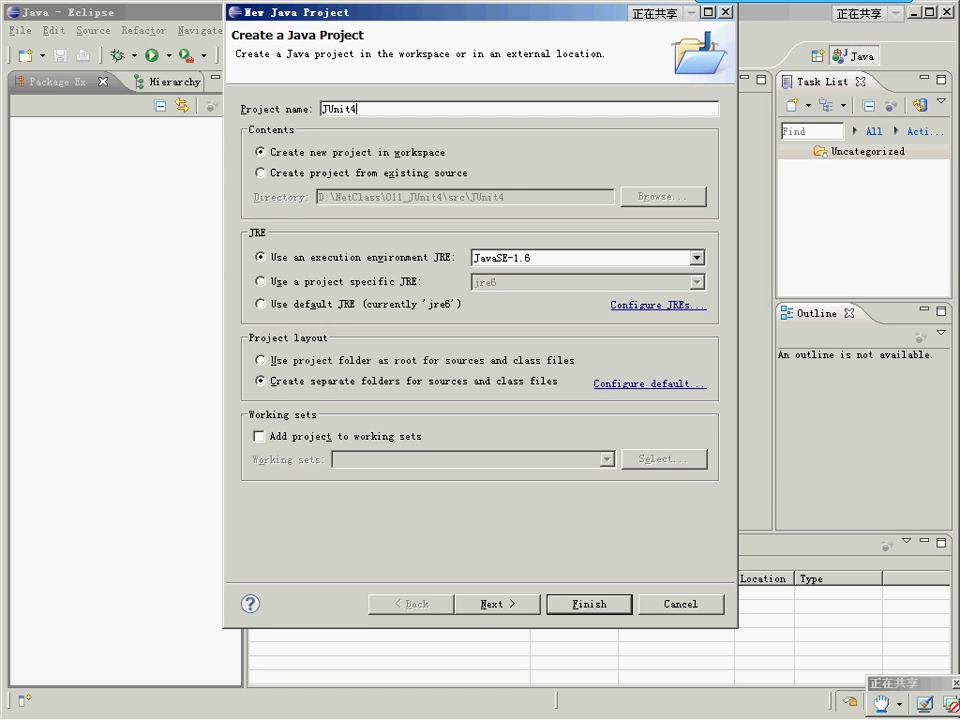 Java - Eclipse
File Edit Source Refactor Navigate
Package Ex
Hierarchy
New Java Project
正在共享
正在共享
Create a Java Project
Create a Java project in the workspace or in an external location.
Project name: JUnit4
Contents
Create new project in workspace
Create project from existing source
Directory: D:\NetClass\011_JUnit4\src\JUnit4
Browse...
JRE
Use an execution environment JRE: JavaSE-1.6
Use a project specific JRE: jre6
Use default JRE (currently 'jre6')
Configure JREs...
Project layout
Use project folder as root for sources and class files
Create separate folders for sources and class files
Configure default...
Working sets
Add project to working sets
Working sets:
Select...
?
< Back
Next >
Finish
Cancel
Java
Task List
Find
All
Acti...
Uncategorized
Outline
An outline is not available.
Location Type
正在共享